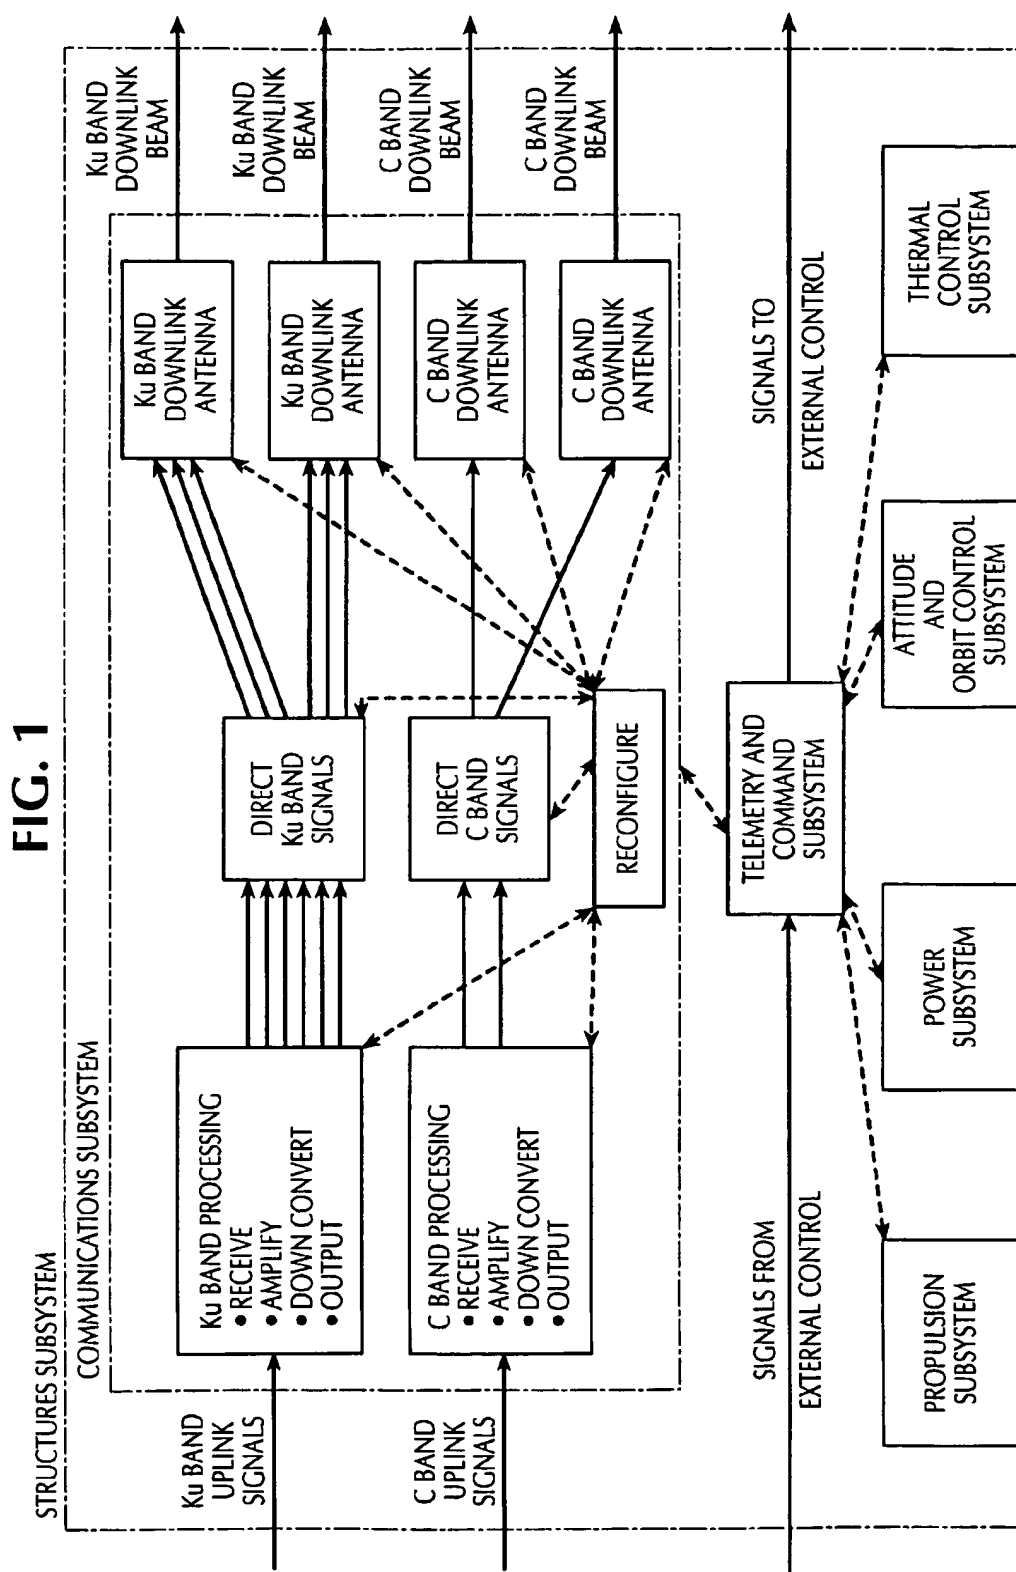 FIG. 1
STRUCTURES SUBSYSTEM
COMMUNICATIONS SUBSYSTEM
Ku BAND
UPLINK
SIGNALS
Ku BAND PROCESSING
• RECEIVE
• AMPLIFY
• DOWN CONVERT
• OUTPUT
DIRECT
Ku BAND
SIGNALS
Ku BAND
DOWNLINK
ANTENNA
Ku BAND
DOWNLINK
BEAM
Ku BAND
DOWNLINK
ANTENNA
Ku BAND
DOWNLINK
BEAM
C BAND
UPLINK
SIGNALS
C BAND PROCESSING
• RECEIVE
• AMPLIFY
• DOWN CONVERT
• OUTPUT
DIRECT
C BAND
SIGNALS
C BAND
DOWNLINK
ANTENNA
C BAND
DOWNLINK
BEAM
C BAND
DOWNLINK
ANTENNA
C BAND
DOWNLINK
BEAM
RECONFIGURE
SIGNALS FROM
EXTERNAL CONTROL
TELEMETRY AND
COMMAND
SUBSYSTEM
SIGNALS TO
EXTERNAL CONTROL
PROPULSION
SUBSYSTEM
POWER
SUBSYSTEM
ATTITUDE
AND
ORBIT CONTROL
SUBSYSTEM
THERMAL
CONTROL
SUBSYSTEM